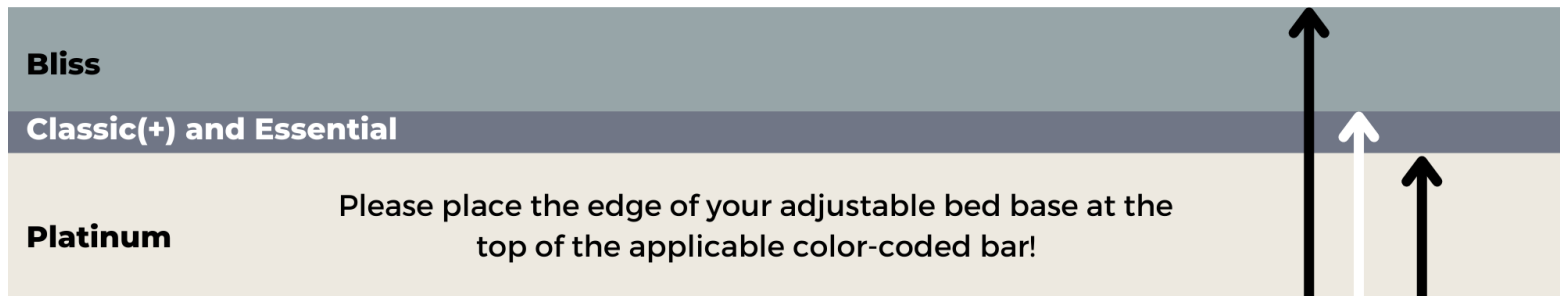 Bliss
Classic(+) and Essential
Platinum
Please place the edge of your adjustable bed base at the
top of the applicable color-coded bar!